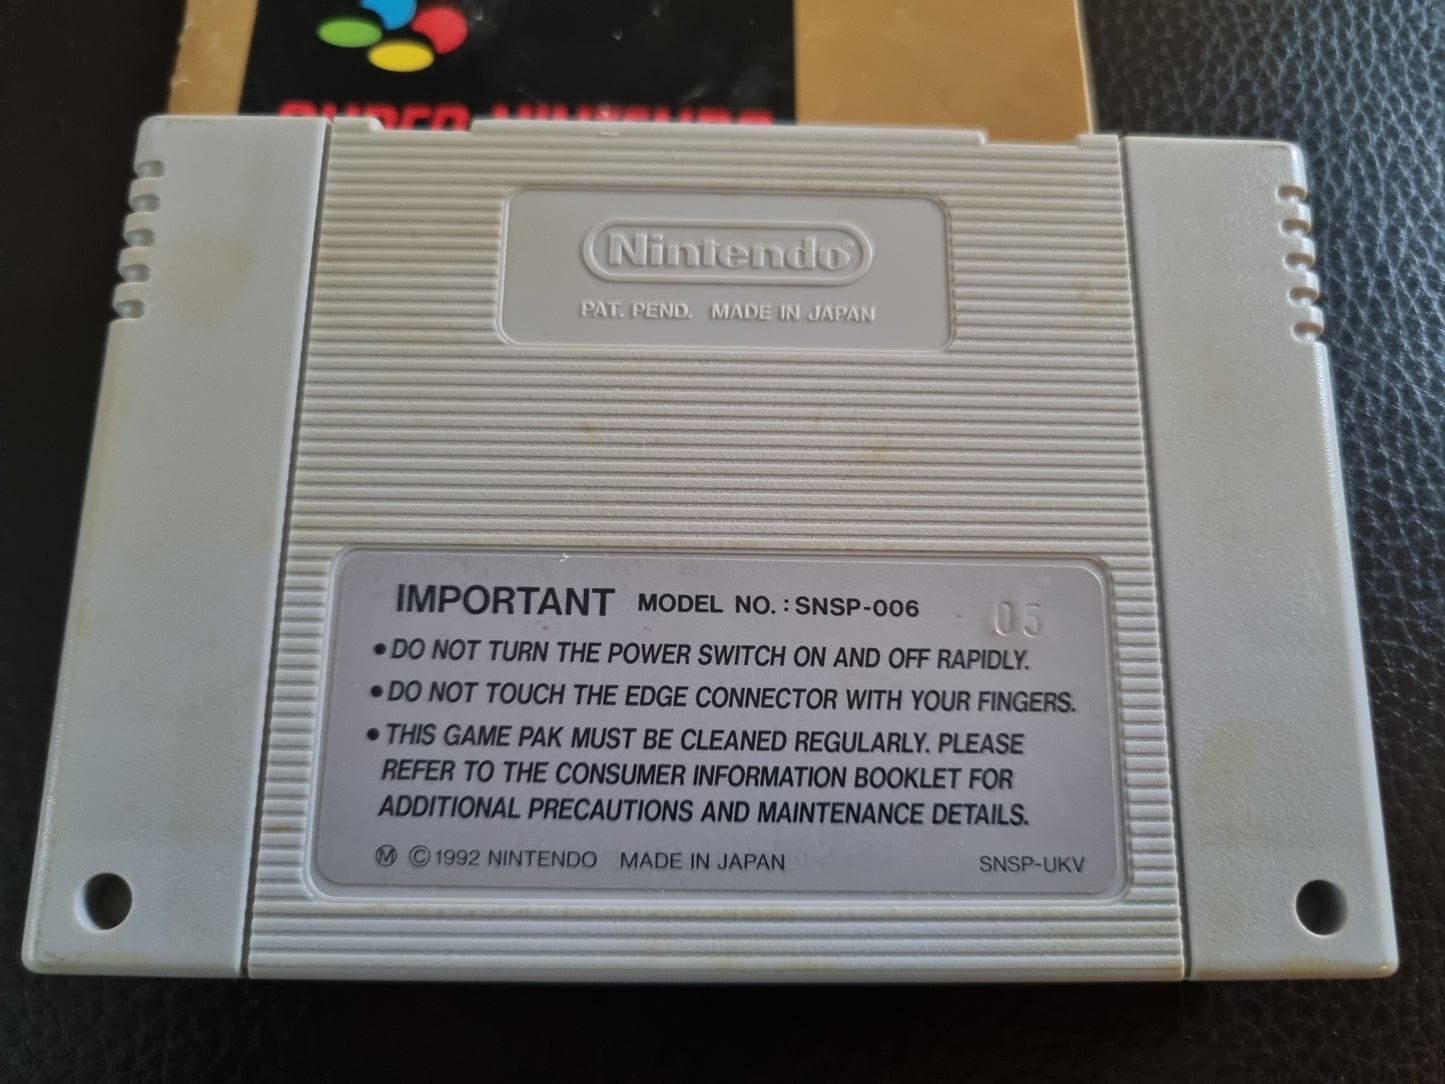 SUPER NINTENDO
Nintendo®
PAT. PEND. MADE IN JAPAN
IMPORTANT MODEL NO. : SNSP-006
05
• DO NOT TURN THE POWER SWITCH ON AND OFF RAPIDLY.
• DO NOT TOUCH THE EDGE CONNECTOR WITH YOUR FINGERS.
• THIS GAME PAK MUST BE CLEANED REGULARLY. PLEASE
REFER TO THE CONSUMER INFORMATION BOOKLET FOR
ADDITIONAL PRECAUTIONS AND MAINTENANCE DETAILS.
Ⓜ © 1992 NINTENDO MADE IN JAPAN SNSP-UKV